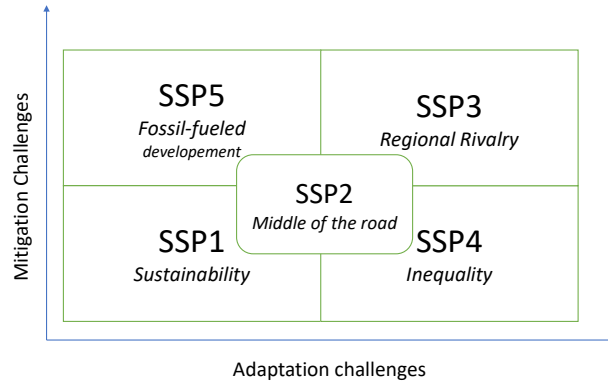 Mitigation Challenges
SSP5
Fossil-fueled
developement
SSP3
Regional Rivalry
SSP2
Middle of the road
SSP1
Sustainability
SSP4
Inequality
Adaptation challenges